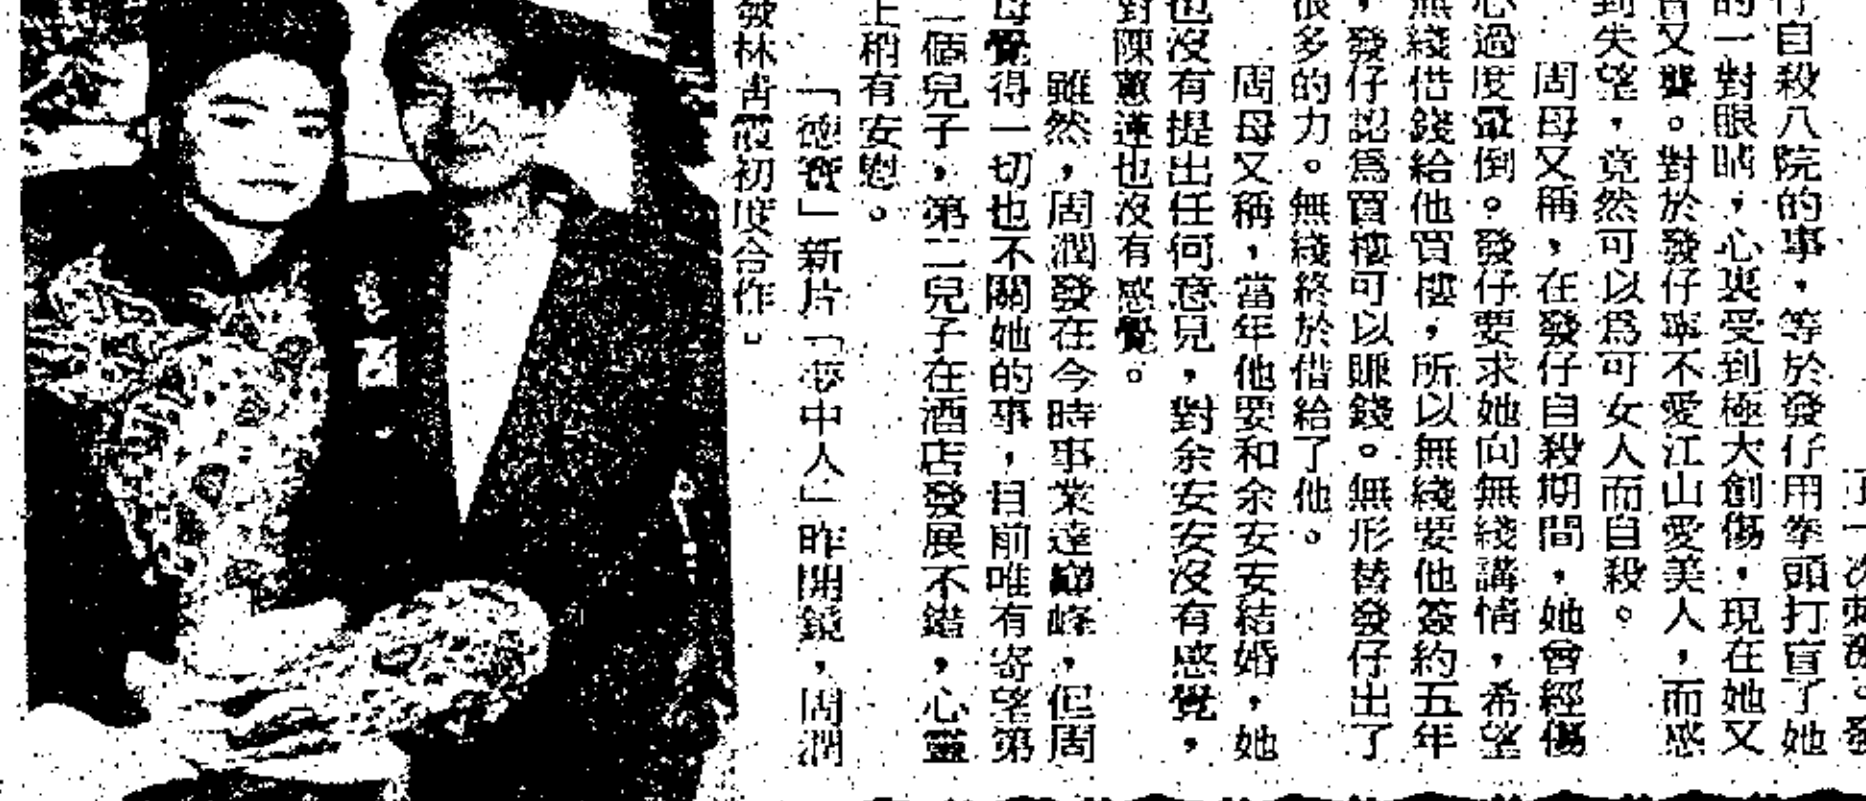 正一次刺激。發
仔自殺入院的事，等於發仔用拳頭打盲了她
的一對眼睛，心裏受到極大創傷，現在她又
盲又聾。對於發仔寧不愛江山愛美人，而感
到失望，竟然可以為可女人而自殺。
周母又稱，在發仔自殺期間，她曾經傷
心過度暈倒。發仔要求她向無綫講情，希望
無綫借錢給他買樓，所以無綫要他簽約五年
，發仔認為買樓可以賺錢。無形替發仔出了
很多的力。無綫終於借給了他。
周母又稱，當年他要和余安安結婚，她
也沒有提出任何意見，對余安安沒有感覺，
對陳蕙蓮也沒有感覺。
雖然，周潤發在今時事業達巔峰，但周
母覺得一切也不關她的事，目前唯有寄望第
二個兒子，第二兒子在酒店發展不錯，心靈
上稍有安慰。
「德寶」新片「夢中人」昨開鏡，周潤
發林青霞初度合作。